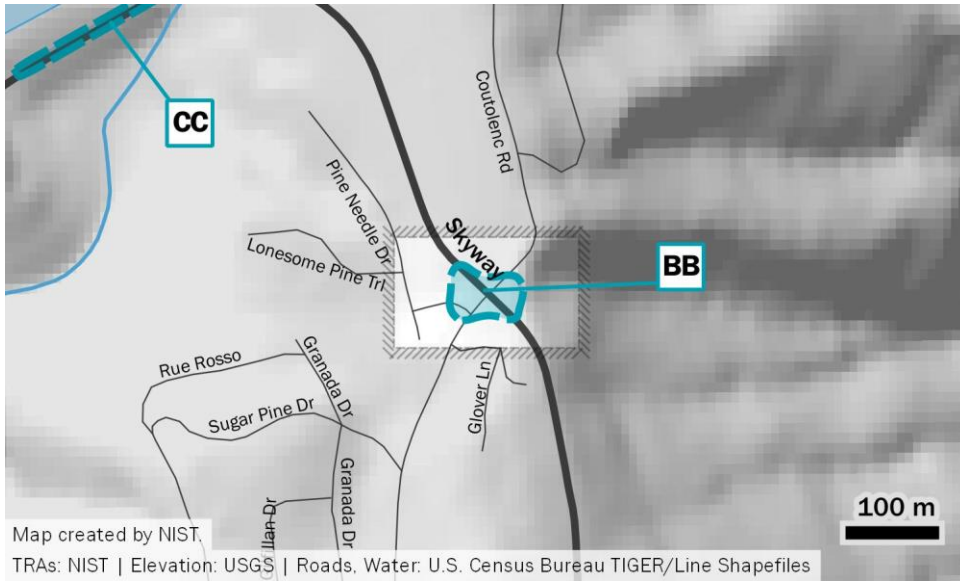 CC
Coutolenc Rd
Pine Needle Dr
Skyway
Lonesome Pine Trl
BB
Rue Rosso
Granada Dr
Sugar Pine Dr
Glover Ln
Granada Dr
Dr
100 m
Map created by NIST.
TRAs: NIST | Elevation: USGS | Roads, Water: U.S. Census Bureau TIGER/Line Shapefiles